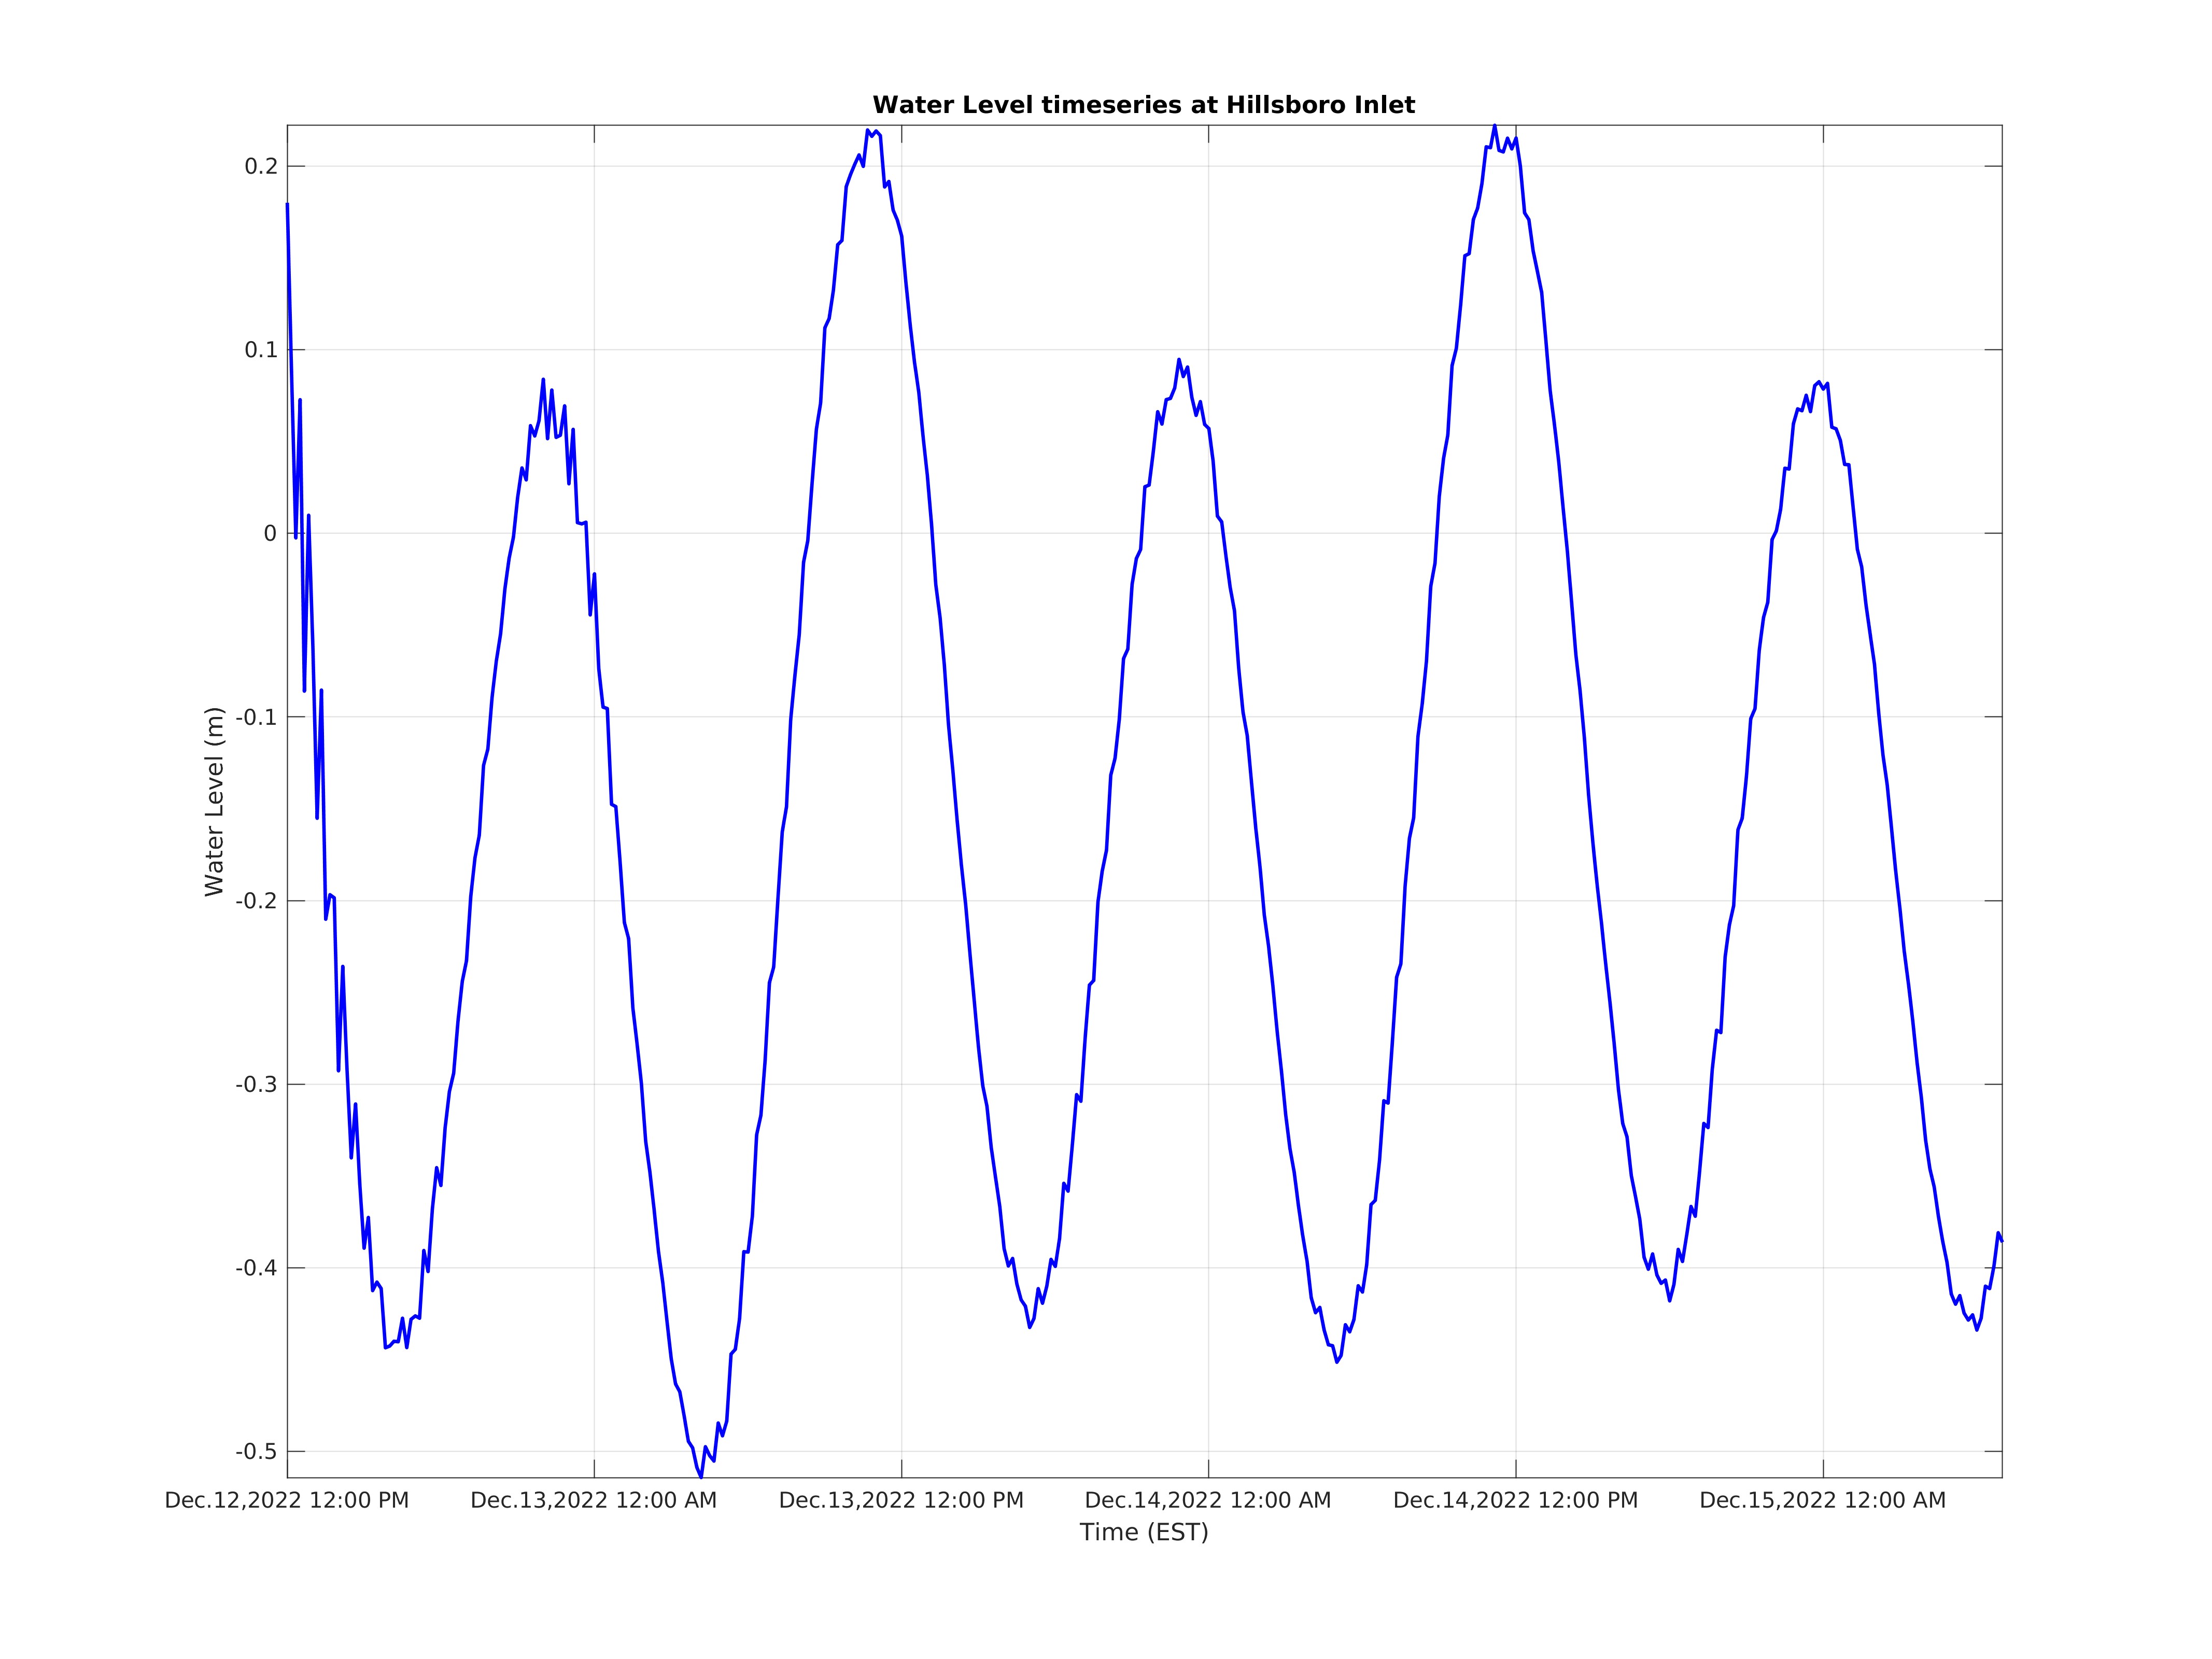 Water Level timeseries at Hillsboro Inlet
0.2
0.1
0
-0.1
-0.2
-0.3
-0.4
-0.5
Water Level (m)
Dec.12,2022 12:00 PM Dec.13,2022 12:00 AM Dec.13,2022 12:00 PM Dec.14,2022 12:00 AM Dec.14,2022 12:00 PM Dec.15,2022 12:00 AM
Time (EST)